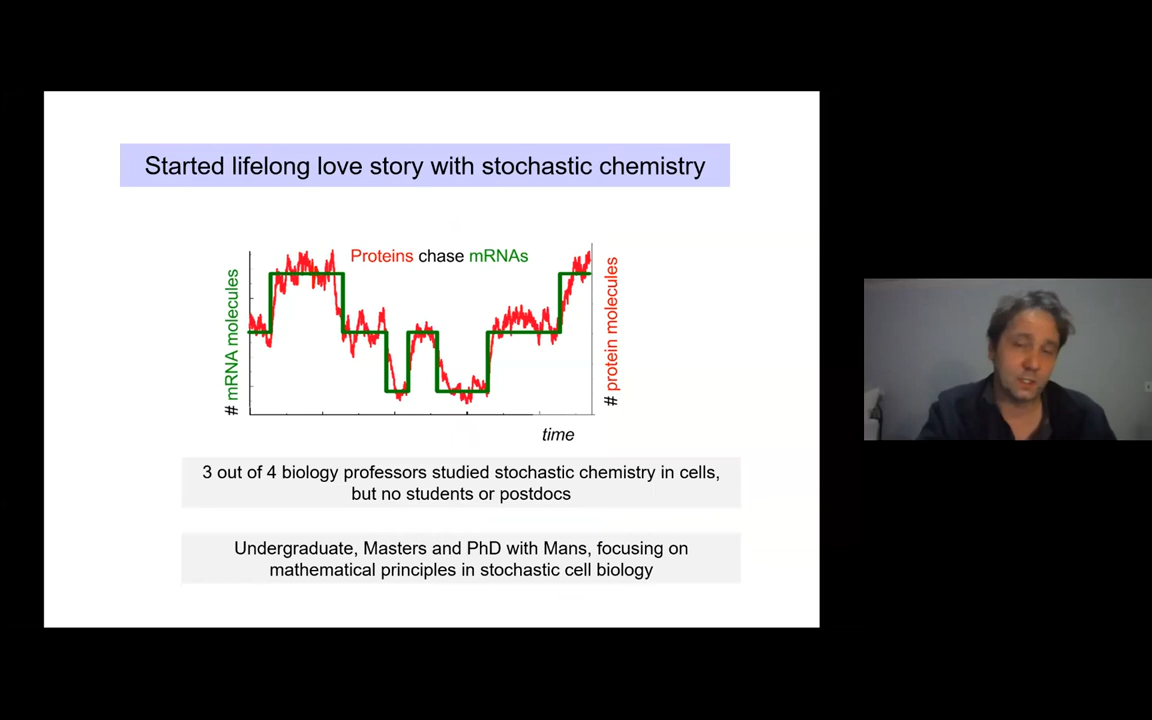 Started lifelong love story with stochastic chemistry
Proteins chase mRNAs
# mRNA molecules
# protein molecules
time
3 out of 4 biology professors studied stochastic chemistry in cells,
but no students or postdocs
Undergraduate, Masters and PhD with Mans, focusing on
mathematical principles in stochastic cell biology